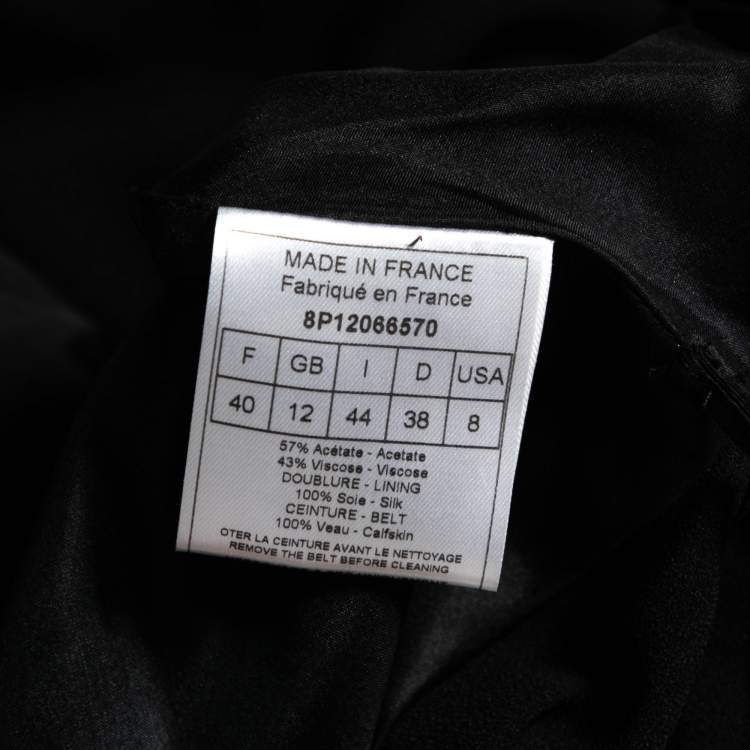 MADE IN FRANCE
Fabriqué en France
8P12066570
F GB I D USA
40 12 44 38 8
57% Acétate - Acetate
43% Viscose - Viscose
DOUBLURE - LINING
100% Soie - Silk
CEINTURE - BELT
100% Veau - Calfskin
OTER LA CEINTURE AVANT LE NETTOYAGE
REMOVE THE BELT BEFORE CLEANING